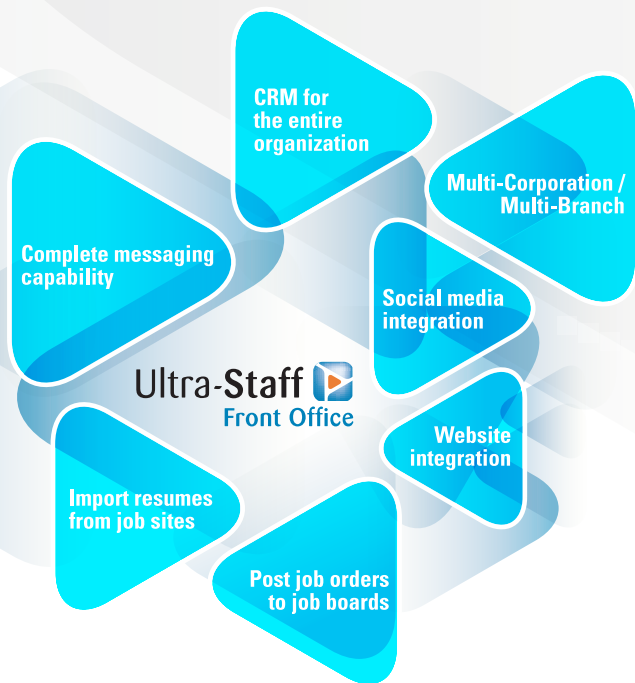 CRM for
the entire
organization
Multi-Corporation /
Multi-Branch
Complete messaging
capability
Social media
integration
Ultra-Staff
Front Office
Website
integration
Import resumes
from job sites
Post job orders
to job boards